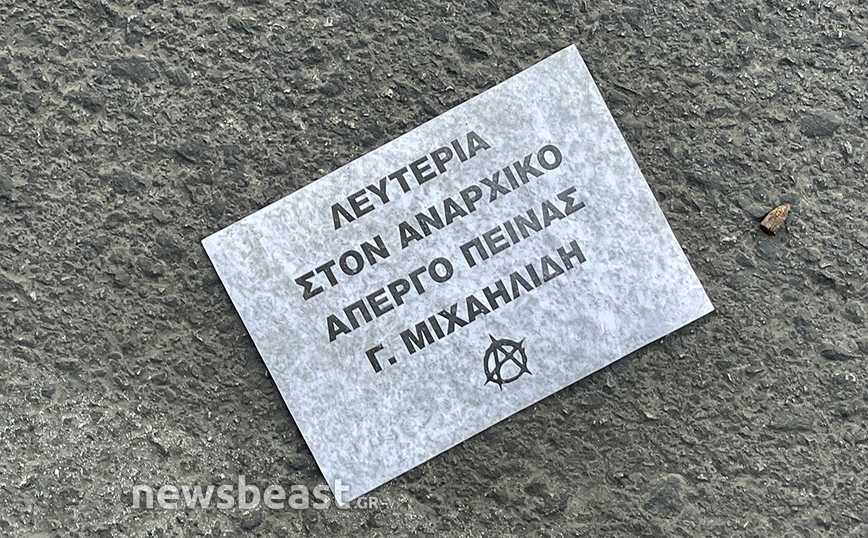 ΛΕΥΤΕΡΙΑ
ΣΤΟΝ ΑΝΑΡΧΙΚΟ
ΑΠΕΡΓΟ ΠΕΙΝΑΣ
Γ. ΜΙΧΑΗΛΙΔΗ
newsbeast.GR